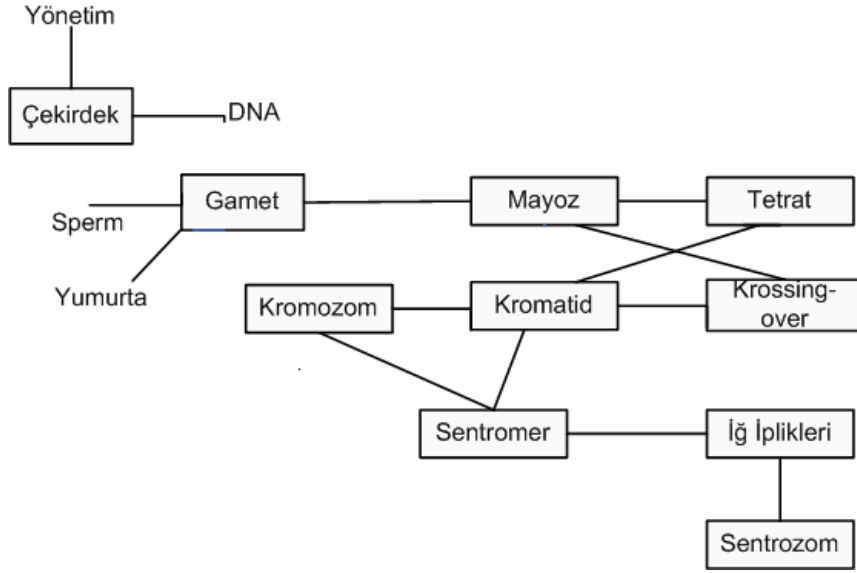 Yönetim
Çekirdek
DNA
Gamet
Mayoz
Tetrat
Sperm
Yumurta
Kromozom
Kromatid
Krossing-
over
Sentromer
İğ İplikleri
Sentrozom